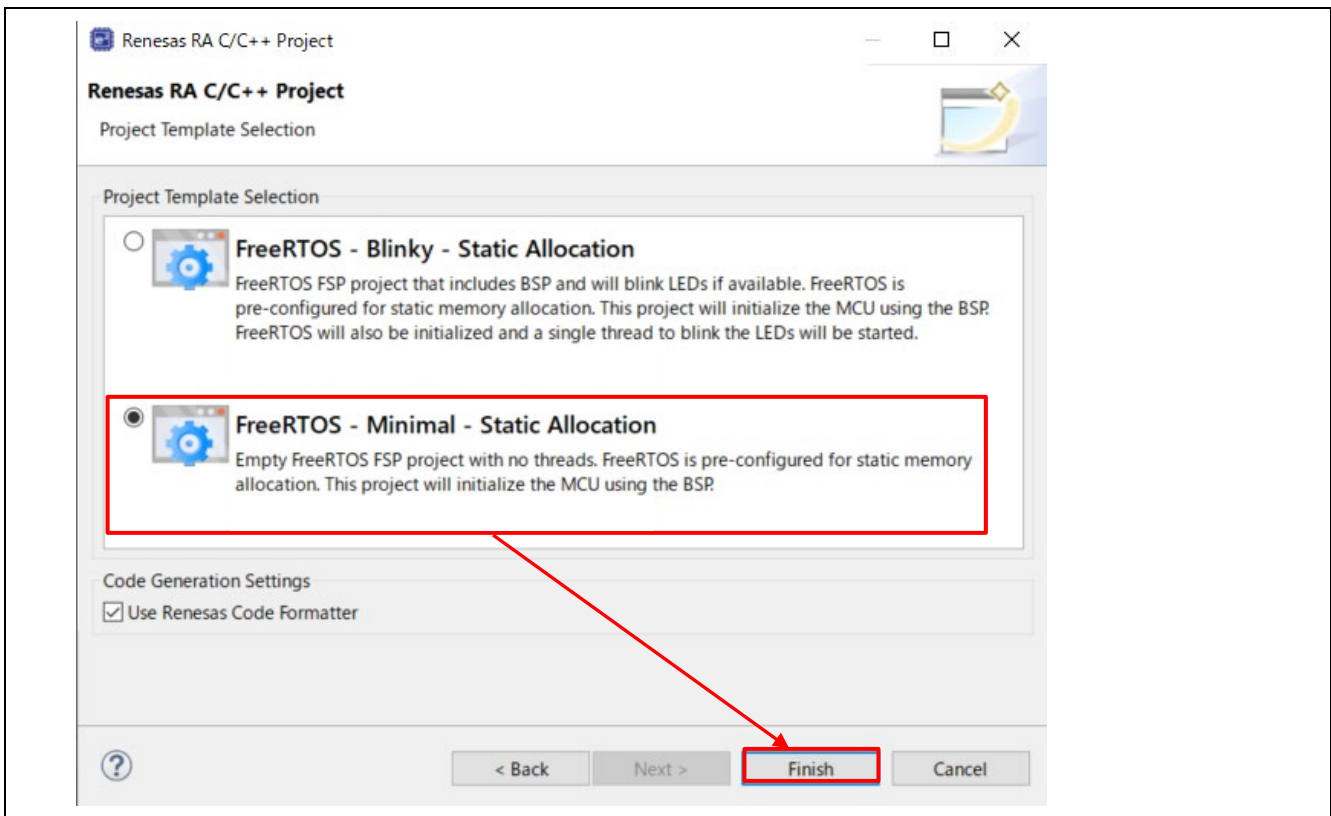 Renesas RA C/C++ Project
Renesas RA C/C++ Project
Project Template Selection
Project Template Selection
FreeRTOS - Blinky - Static Allocation
FreeRTOS FSP project that includes BSP and will blink LEDs if available. FreeRTOS is
pre-configured for static memory allocation. This project will initialize the MCU using the BSP.
FreeRTOS will also be initialized and a single thread to blink the LEDs will be started.
FreeRTOS - Minimal - Static Allocation
Empty FreeRTOS FSP project with no threads. FreeRTOS is pre-configured for static memory
allocation. This project will initialize the MCU using the BSP.
Code Generation Settings
Use Renesas Code Formatter
? < Back Next > Finish Cancel